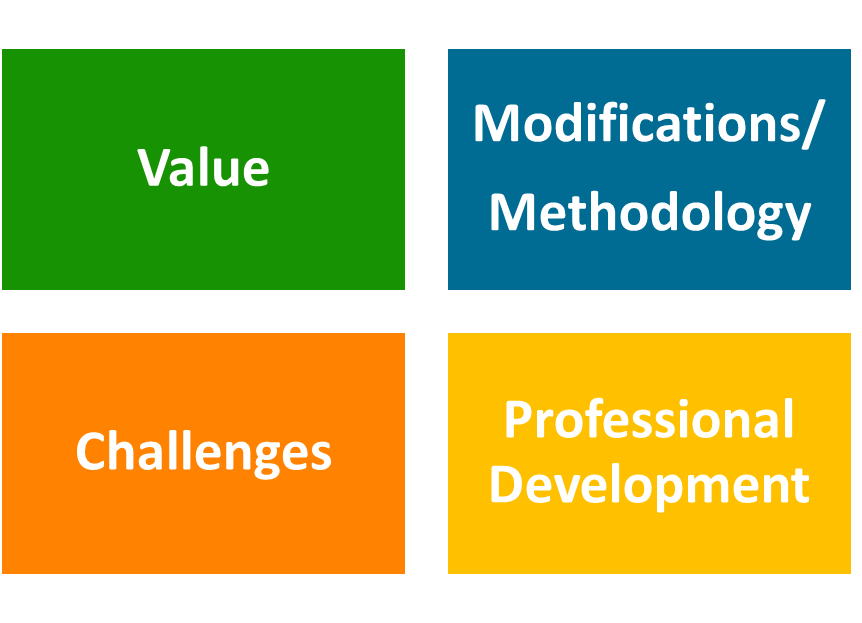 Value
Modifications/
Methodology
Challenges
Professional
Development